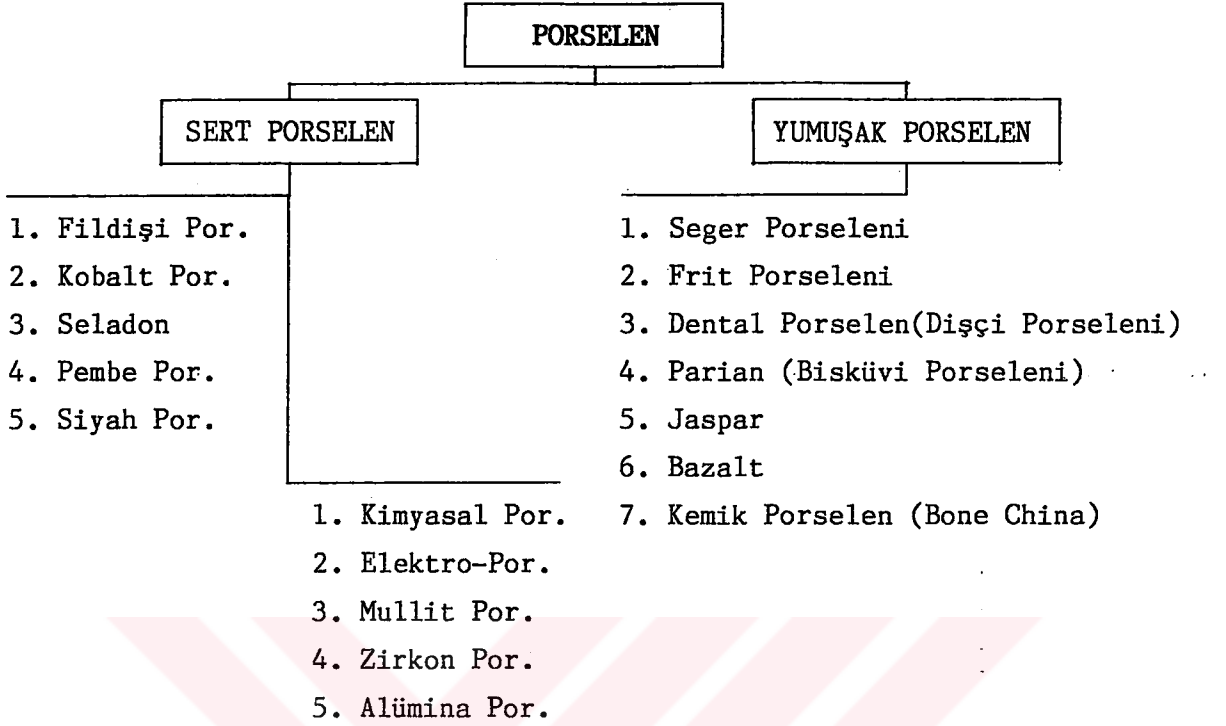 PORSELEN
SERT PORSELEN
1. Fildişi Por.
2. Kobalt Por.
3. Seladon
4. Pembe Por.
5. Siyah Por.
1. Kimyasal Por.
2. Elektro-Por.
3. Mullit Por.
4. Zirkon Por.
5. Alümina Por.
YUMUŞAK PORSELEN
1. Seger Porseleni
2. Frit Porseleni
3. Dental Porselen(Dişçi Porseleni)
4. Parian (Bisküvi Porseleni)
5. Jaspar
6. Bazalt
7. Kemik Porselen (Bone China)